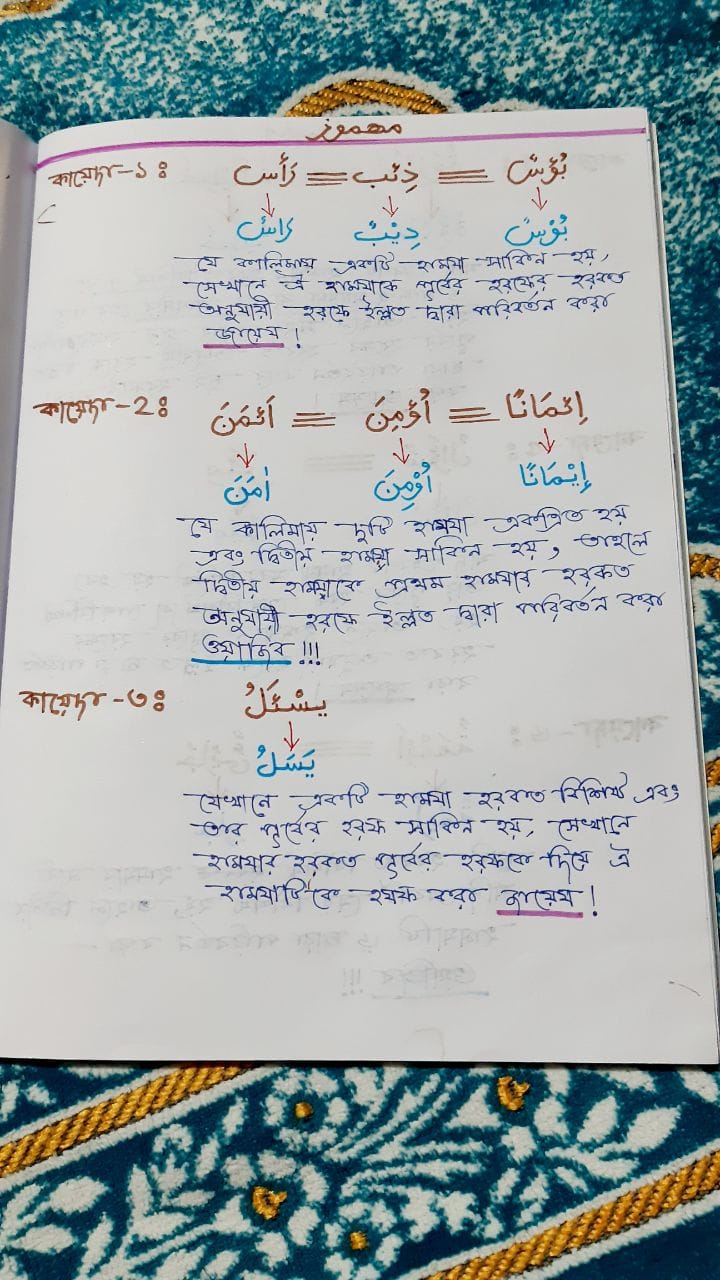 مهموز
কায়েদা-১ঃ رَأْس = ذِئْب = بُؤْسٌ
رَاسٌ دِيْبٌ بُوْسٌ
যে কালিমায় একটি হামযা সাকিন হয়,
সেখানে ঐ হামযাকে পূর্বের হরফের হরকত
অনুযায়ী হরফে ইল্লত দ্বারা পরিবর্তন করা
জায়েয !
কায়েদা-2ঃ اَئْمَنَ = اُؤْمِنَ = اِئْمَانًا
اٰمَنَ اُوْمِنَ اِيْمَانًا
যে কালিমায় দুটি হামযা একত্রিত হয়
এবং দ্বিতীয় হামযা সাকিন হয়, তাহলে
দ্বিতীয় হামযাকে প্রথম হামযার হরকত
অনুযায়ী হরফে ইল্লত দ্বারা পরিবর্তন করা
ওয়াজিব !!!
কায়েদা-৩ঃ يَسْئَلُ
يَسَلُ
যেখানে একটি হামযা হরকত বিশিষ্ট এবং
তার পূর্বের হরফ সাকিন হয়, সেখানে
হামযার হরকত পূর্বের হরফকে দিয়ে ঐ
হামযাটিকে হযফ করা জায়েয !